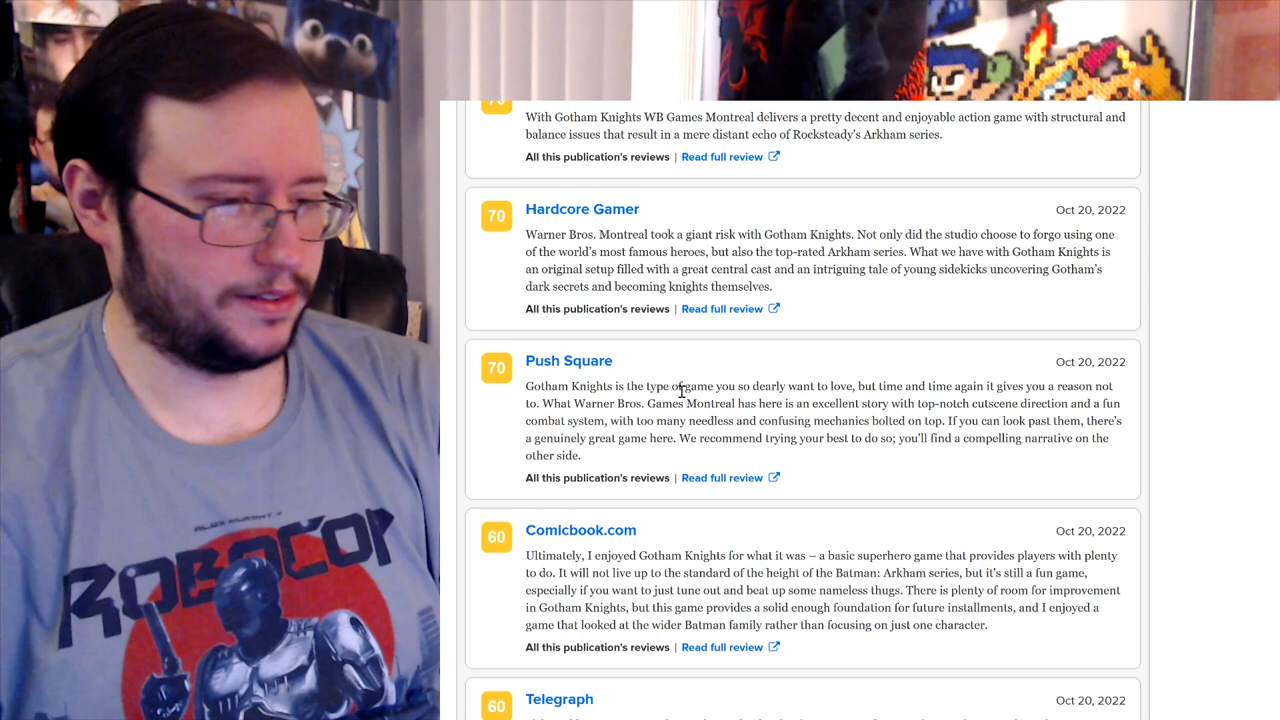 With Gotham Knights WB Games Montreal delivers a pretty decent and enjoyable action game with structural and
balance issues that result in a mere distant echo of Rocksteady's Arkham series.
All this publication's reviews | Read full review
70
Hardcore Gamer
Oct 20, 2022
Warner Bros. Montreal took a giant risk with Gotham Knights. Not only did the studio choose to forgo using one
of the world's most famous heroes, but also the top-rated Arkham series. What we have with Gotham Knights is
an original setup filled with a great central cast and an intriguing tale of young sidekicks uncovering Gotham's
dark secrets and becoming knights themselves.
All this publication's reviews | Read full review
70
Push Square
Oct 20, 2022
Gotham Knights is the type of game you so dearly want to love, but time and time again it gives you a reason not
to. What Warner Bros. Games Montreal has here is an excellent story with top-notch cutscene direction and a fun
combat system, with too many needless and confusing mechanics bolted on top. If you can look past them, there's
a genuinely great game here. We recommend trying your best to do so; you'll find a compelling narrative on the
other side.
All this publication's reviews | Read full review
60
Comicbook.com
Oct 20, 2022
Ultimately, I enjoyed Gotham Knights for what it was – a basic superhero game that provides players with plenty
to do. It will not live up to the standard of the height of the Batman: Arkham series, but it's still a fun game,
especially if you want to just tune out and beat up some nameless thugs. There is plenty of room for improvement
in Gotham Knights, but this game provides a solid enough foundation for future installments, and I enjoyed a
game that looked at the wider Batman family rather than focusing on just one character.
All this publication's reviews | Read full review
60
Telegraph
Oct 20, 2022
ALEX MURPHY
ROBOCOP